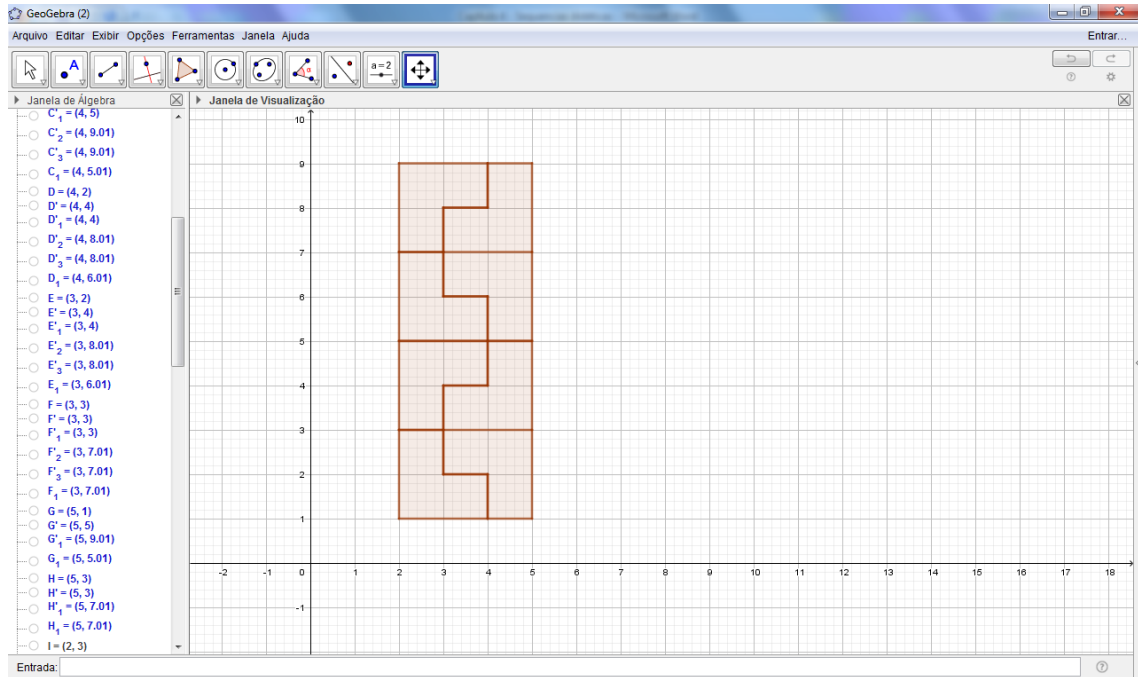 GeoGebra (2)
Arquivo Editar Exibir Opções Ferramentas Janela Ajuda
Entrar...
A
α
a = 2
Janela de Álgebra
C'₁ = (4, 5)
C'₂ = (4, 9.01)
C'₃ = (4, 9.01)
C₁ = (4, 5.01)
D = (4, 2)
D' = (4, 4)
D'₁ = (4, 4)
D'₂ = (4, 8.01)
D'₃ = (4, 8.01)
D₁ = (4, 6.01)
E = (3, 2)
E' = (3, 4)
E'₁ = (3, 4)
E'₂ = (3, 8.01)
E'₃ = (3, 8.01)
E₁ = (3, 6.01)
F = (3, 3)
F' = (3, 3)
F'₁ = (3, 3)
F'₂ = (3, 7.01)
F'₃ = (3, 7.01)
F₁ = (3, 7.01)
G = (5, 1)
G' = (5, 5)
G'₁ = (5, 9.01)
G₁ = (5, 5.01)
H = (5, 3)
H' = (5, 3)
H'₁ = (5, 7.01)
H₁ = (5, 7.01)
I = (2, 3)
Janela de Visualização
10
9
8
7
6
5
4
3
2
1
-2 -1 0 1 2 3 4 5 6 7 8 9 10 11 12 13 14 15 16 17 18
-1
Entrada: